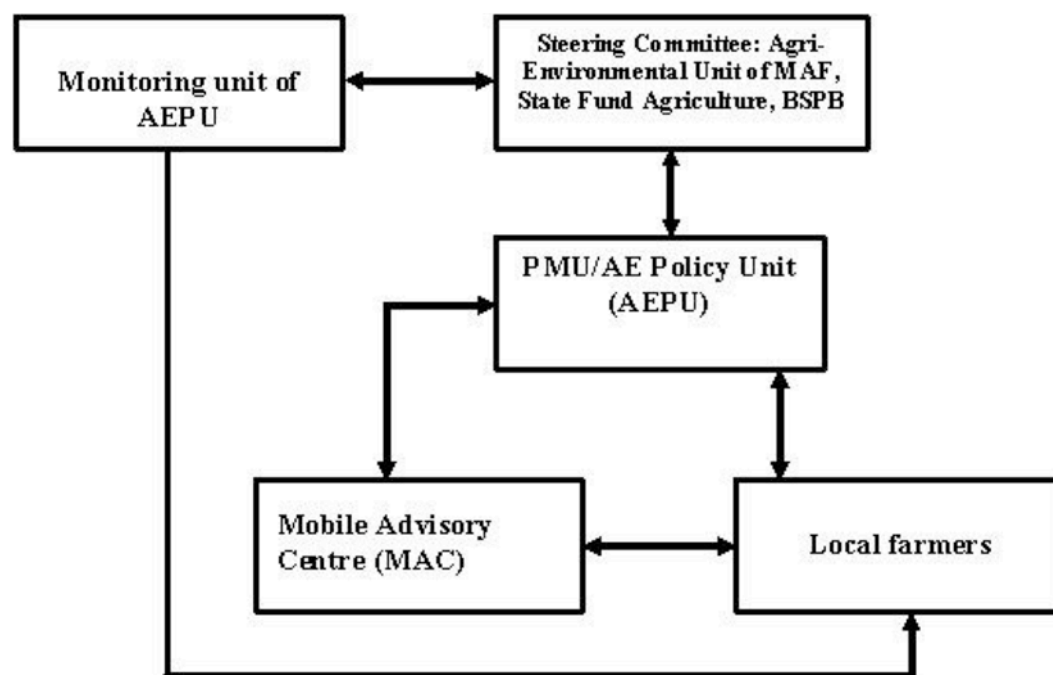 Monitoring unit of
AEPU
Steering Committee: Agri-
Environmental Unit of MAF,
State Fund Agriculture, BSPB
PMU/AE Policy Unit
(AEPU)
Mobile Advisory
Centre (MAC)
Local farmers